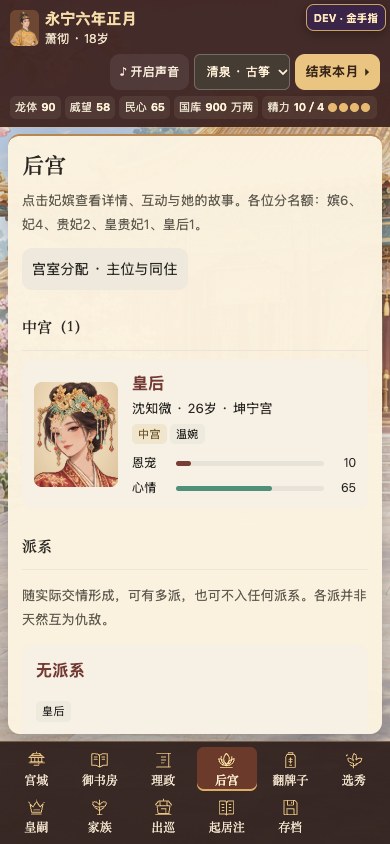 永宁六年正月
萧彻 · 18岁
DEV · 金手指
♪ 开启声音
清泉 · 古筝
结束本月
龙体 90 威望 58 民心 65 国库 900 万两 精力 10 / 4
后宫
点击妃嫔查看详情、互动与她的故事。各位分名额：嫔6、
妃4、贵妃2、皇贵妃1、皇后1。
宫室分配 · 主位与同住
中宫（1）
皇后
沈知微 · 26岁 · 坤宁宫
中宫 温婉
恩宠 10
心情 65
派系
随实际交情形成，可有多派，也可不入任何派系。各派并非
天然互为仇敌。
无派系
皇后
宫城 御书房 理政 后宫 翻牌子 选秀
皇嗣 家族 出巡 起居注 存档